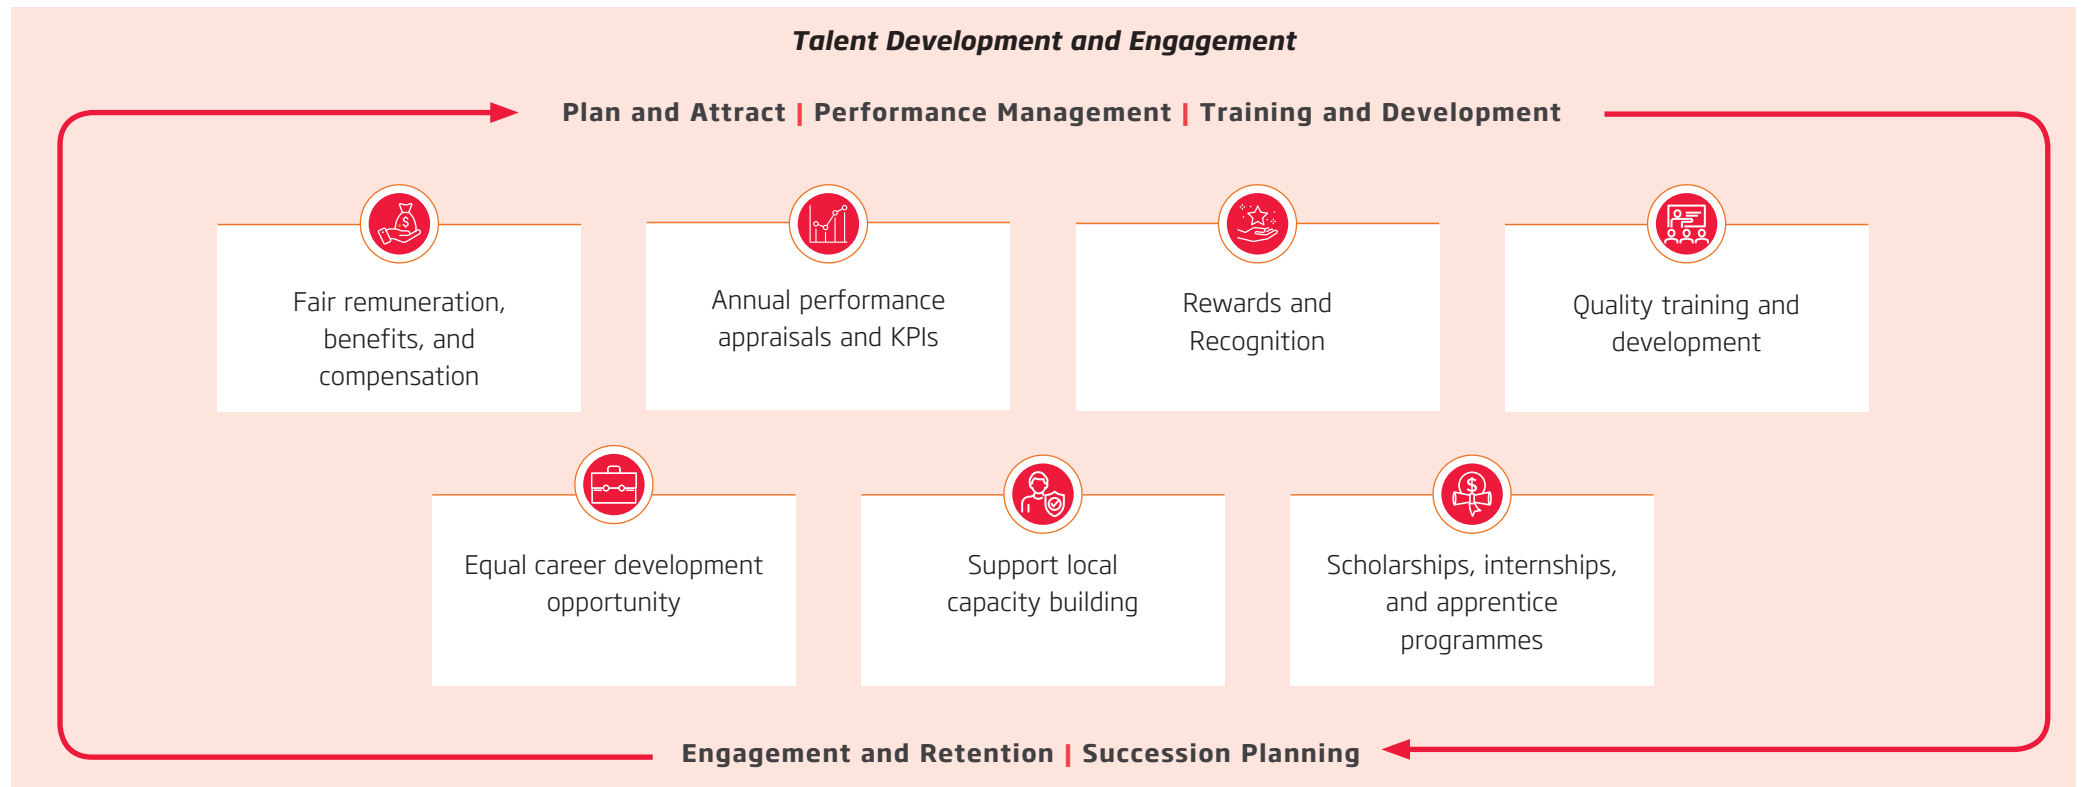 Talent Development and Engagement
Plan and Attract | Performance Management | Training and Development
Fair remuneration,
benefits, and
compensation
Annual performance
appraisals and KPIs
Rewards and
Recognition
Quality training and
development
Equal career development
opportunity
Support local
capacity building
Scholarships, internships,
and apprentice
programmes
Engagement and Retention | Succession Planning